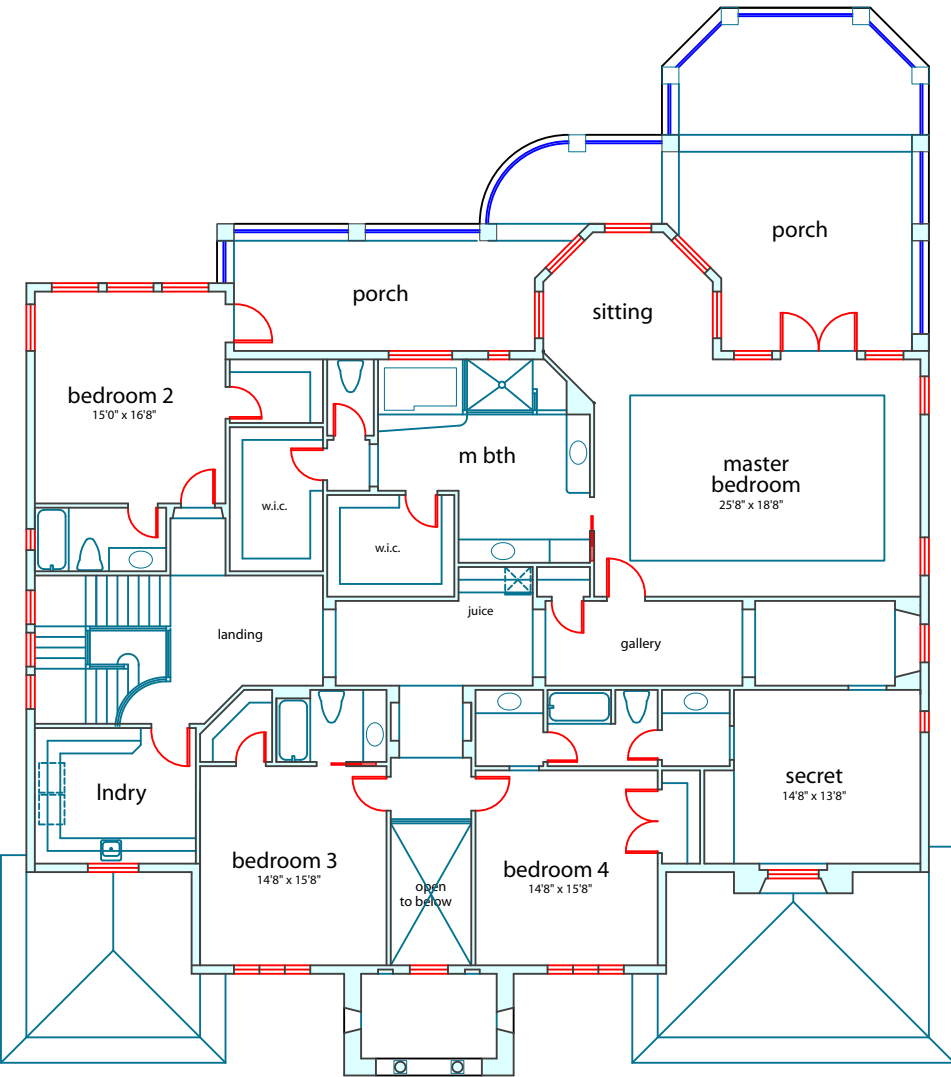 porch
porch
sitting
bedroom 2
15'0" x 16'8"
m bth
master
bedroom
25'8" x 18'8"
w.i.c.
w.i.c.
juice
landing
gallery
secret
14'8" x 13'8"
lndry
bedroom 3
14'8" x 15'8"
bedroom 4
14'8" x 15'8"
open
to below